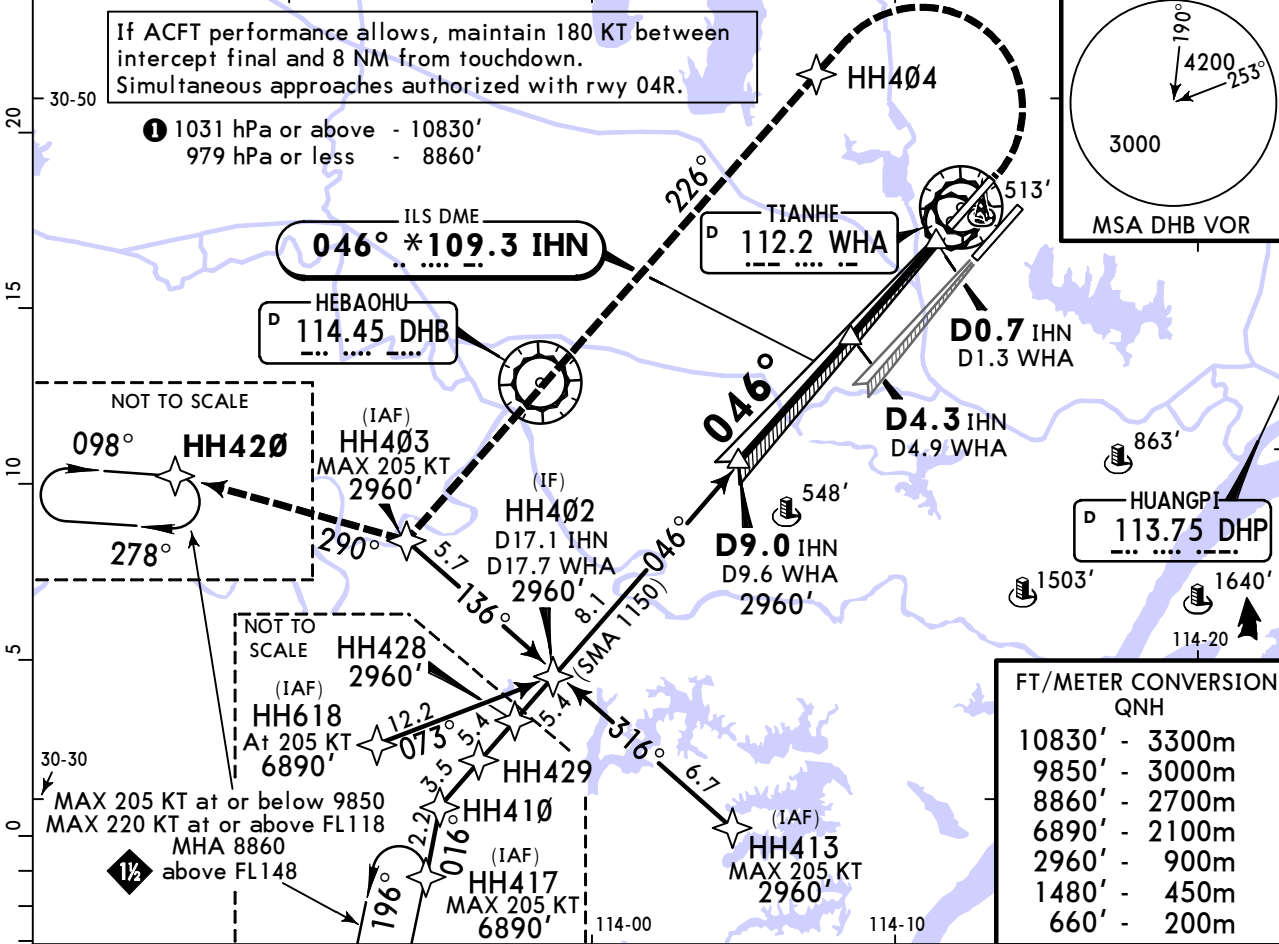 If ACFT performance allows, maintain 180 KT between
intercept final and 8 NM from touchdown.
Simultaneous approaches authorized with rwy 04R.
1 1031 hPa or above - 10830'
979 hPa or less - 8860'
30-50
20
15
10
5
0
HH4Ø4
226°
190°
4200
253°
3000
MSA DHB VOR
513'
ILS DME
046° *109.3 IHN
TIANHE
D 112.2 WHA
HEBAOHU
D 114.45 DHB
D0.7 IHN
D1.3 WHA
046°
D4.3 IHN
D4.9 WHA
NOT TO SCALE
098°
HH42Ø
278°
290°
(IAF)
HH4Ø3
MAX 205 KT
2960'
5.7
136°
(IF)
HH4Ø2
D17.1 IHN
D17.7 WHA
2960'
046°
8.1
(SMA 1150)
548'
D9.0 IHN
D9.6 WHA
2960'
863'
HUANGPI
D 113.75 DHP
1503'
1640'
114-20
NOT TO
SCALE
HH428
2960'
(IAF)
HH618
At 205 KT
6890'
12.2
073°
5.4
5.4
HH429
3.5
HH41Ø
2.2
016°
(IAF)
HH417
MAX 205 KT
6890'
196°
316°
6.7
(IAF)
HH413
MAX 205 KT
2960'
30-30
MAX 205 KT at or below 9850
MAX 220 KT at or above FL118
MHA 8860
1½ above FL148
114-00
114-10
FT/METER CONVERSION
QNH
10830' - 3300m
9850' - 3000m
8860' - 2700m
6890' - 2100m
2960' - 900m
1480' - 450m
660' - 200m